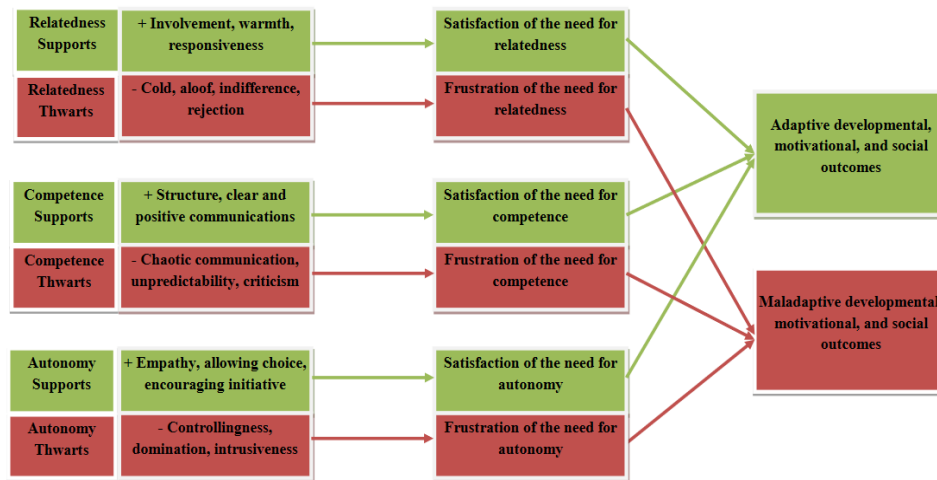 Relatedness
Supports
+ Involvement, warmth,
responsiveness
Satisfaction of the need for
relatedness
Relatedness
Thwarts
- Cold, aloof, indifference,
rejection
Frustration of the need for
relatedness
Adaptive developmental,
motivational, and social
outcomes
Competence
Supports
+ Structure, clear and
positive communications
Satisfaction of the need for
competence
Competence
Thwarts
- Chaotic communication,
unpredictability, criticism
Frustration of the need for
competence
Maladaptive developmental,
motivational, and social
outcomes
Autonomy
Supports
+ Empathy, allowing choice,
encouraging initiative
Satisfaction of the need for
autonomy
Autonomy
Thwarts
- Controllingness,
domination, intrusiveness
Frustration of the need for
autonomy